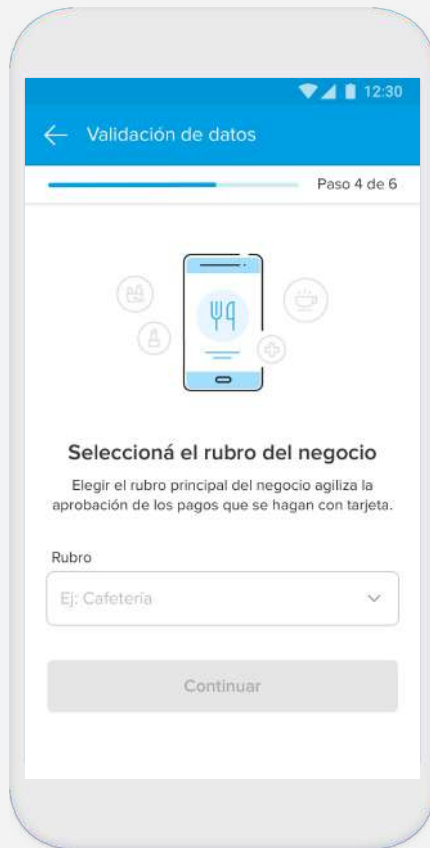 12:30
Validación de datos
Paso 4 de 6
Seleccioná el rubro del negocio
Elegir el rubro principal del negocio agiliza la
aprobación de los pagos que se hagan con tarjeta.
Rubro
Ej: Cafetería
Continuar